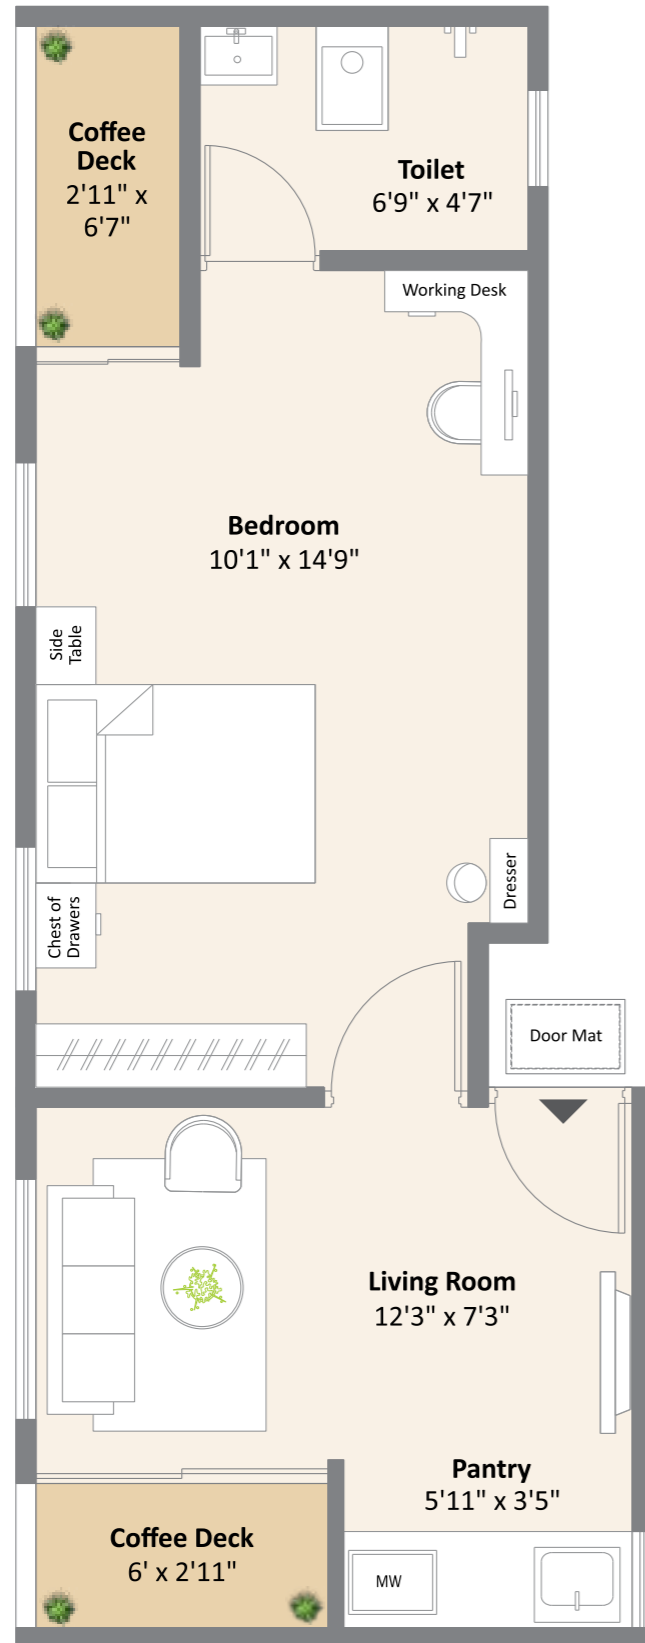 Coffee
Deck
2'11" x
6'7"
Toilet
6'9" x 4'7"
Working Desk
Bedroom
10'1" x 14'9"
Side
Table
Chest of
Drawers
Dresser
Door Mat
Living Room
12'3" x 7'3"
Pantry
5'11" x 3'5"
Coffee Deck
6' x 2'11"
MW